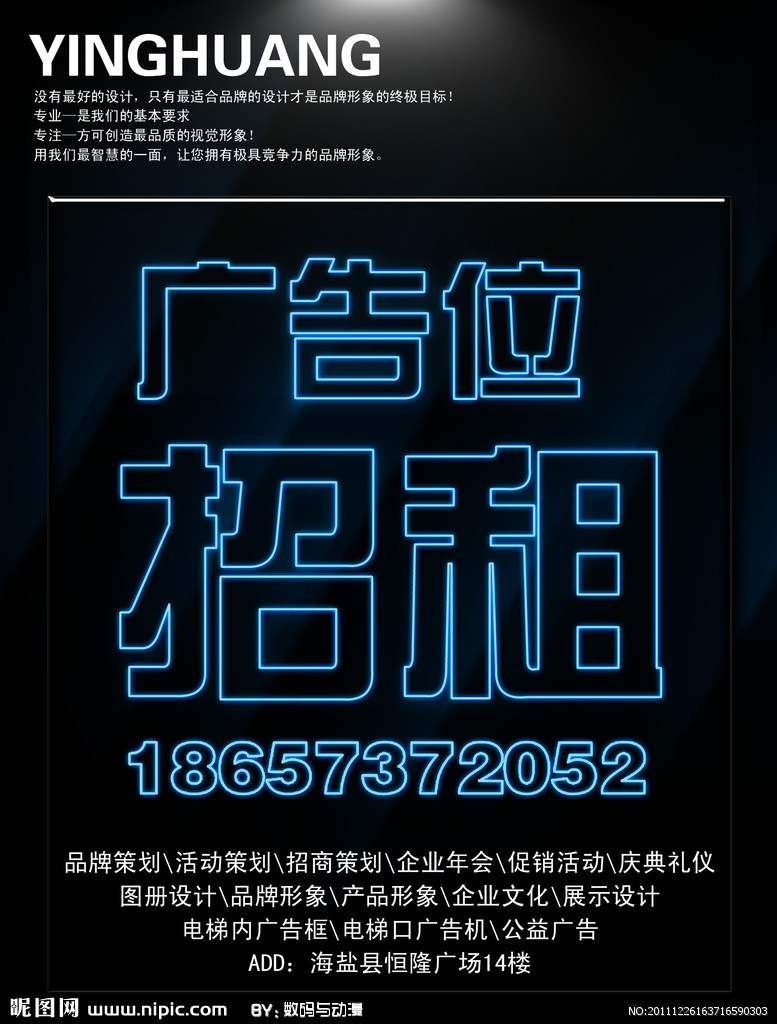 YINGHUANG
没有最好的设计，只有最适合品牌的设计才是品牌形象的终极目标！
专业—是我们的基本要求
专注—方可创造最品质的视觉形象！
用我们最智慧的一面，让您拥有极具竞争力的品牌形象。
广告位
招租
18657372052
品牌策划\活动策划\招商策划\企业年会\促销活动\庆典礼仪
图册设计\品牌形象\产品形象\企业文化\展示设计
电梯内广告框\电梯口广告机\公益广告
ADD：海盐县恒隆广场14楼
昵图网 www.nipic.com BY：数码与动漫 NO:20111226163716590303